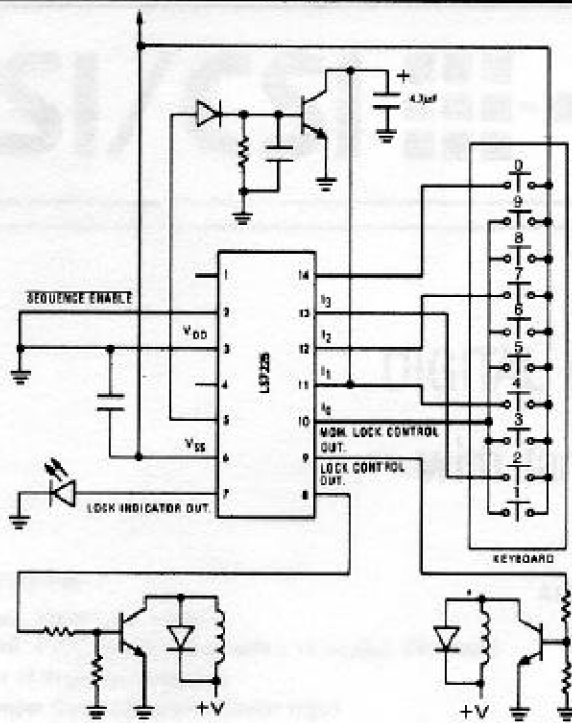 +
4.7µf
0
9
8
7
6
5
4
3
2
1
KEYBOARD
1
2
3
4
5
6
7
14
13
12
11
10
9
8
LS7225
SEQUENCE ENABLE
VDD
VSS
LOCK INDICATOR OUT.
I3
I2
I1
I0
MOM. LOCK CONTROL
OUT.
LOCK CONTROL
OUT.
+V
+V